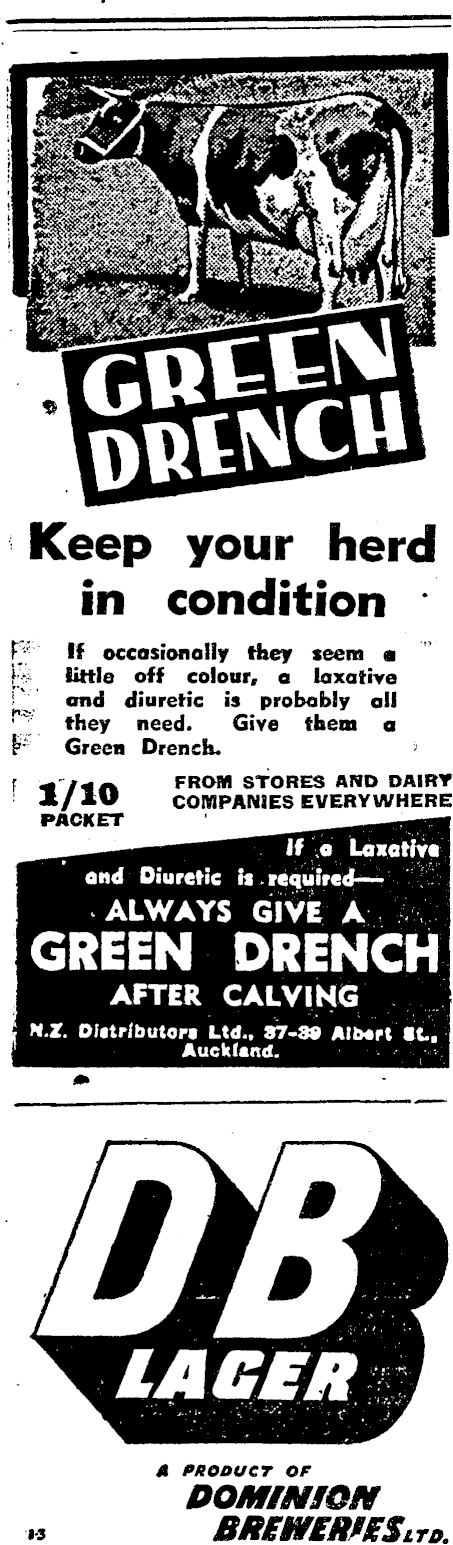 GREEN
DRENCH
Keep your herd
in condition
If occasionally they seem a
little off colour, a laxative
and diuretic is probably all
they need. Give them a
Green Drench.
1/10
PACKET
FROM STORES AND DAIRY
COMPANIES EVERYWHERE
If a Laxative
and Diuretic is required—
ALWAYS GIVE A
GREEN DRENCH
AFTER CALVING
N.Z. Distributors Ltd., 37-39 Albert St.,
Auckland.
DB
LAGER
A PRODUCT OF
DOMINION
BREWERIES LTD.
1·3